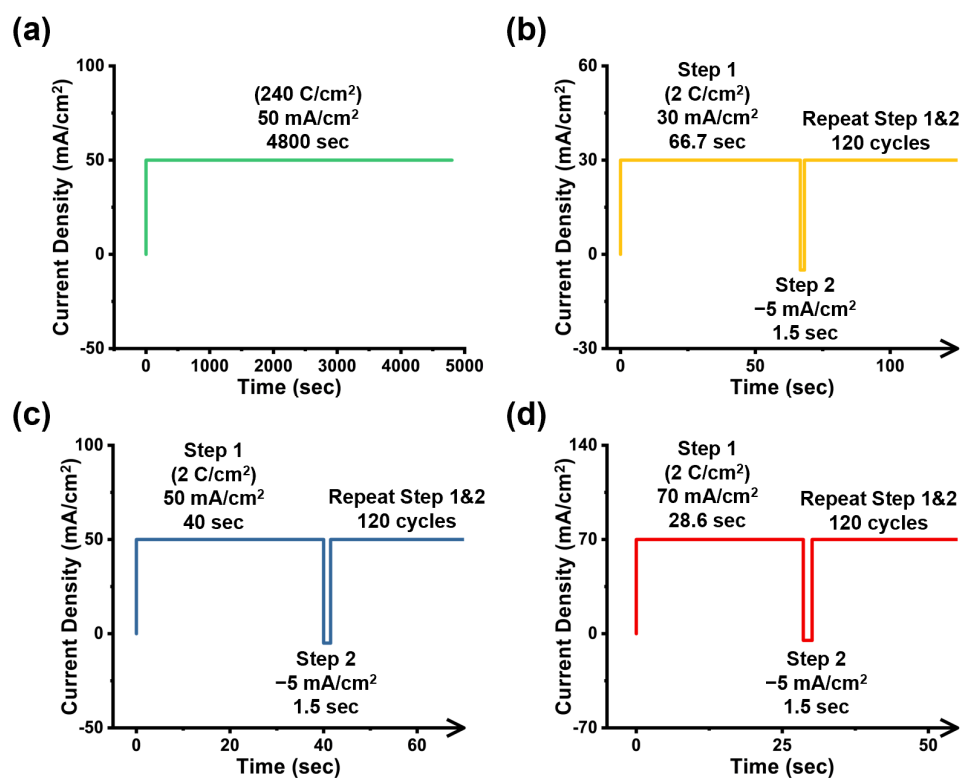 (a)
100
50
0
-50
Current Density (mA/cm²)
(240 C/cm²)
50 mA/cm²
4800 sec
0 1000 2000 3000 4000 5000
Time (sec)
(b)
60
30
0
-30
Current Density (mA/cm²)
Step 1
(2 C/cm²)
30 mA/cm²
66.7 sec
Repeat Step 1&2
120 cycles
Step 2
−5 mA/cm²
1.5 sec
0 50 100
Time (sec)
(c)
100
50
0
-50
Current Density (mA/cm²)
Step 1
(2 C/cm²)
50 mA/cm²
40 sec
Repeat Step 1&2
120 cycles
Step 2
−5 mA/cm²
1.5 sec
0 20 40 60
Time (sec)
(d)
140
70
0
-70
Current Density (mA/cm²)
Step 1
(2 C/cm²)
70 mA/cm²
28.6 sec
Repeat Step 1&2
120 cycles
Step 2
−5 mA/cm²
1.5 sec
0 25 50
Time (sec)